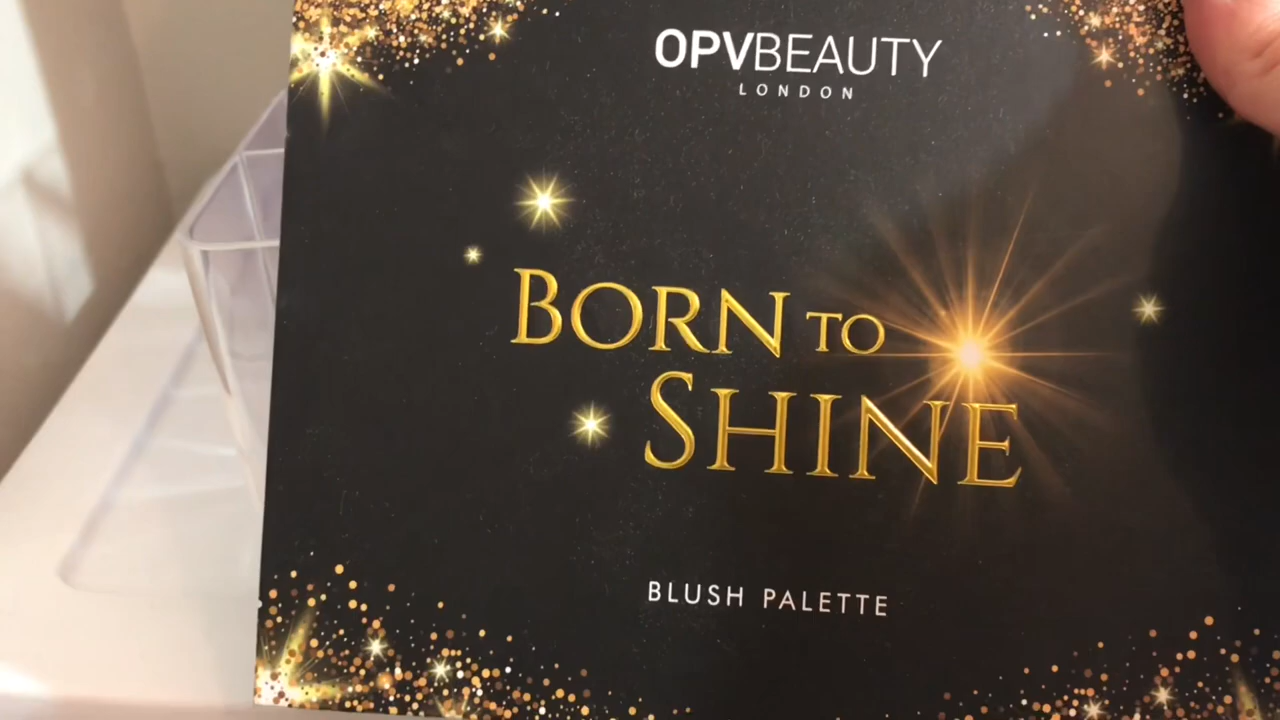 OPVBEAUTY
LONDON
BORN TO
SHINE
BLUSH PALETTE